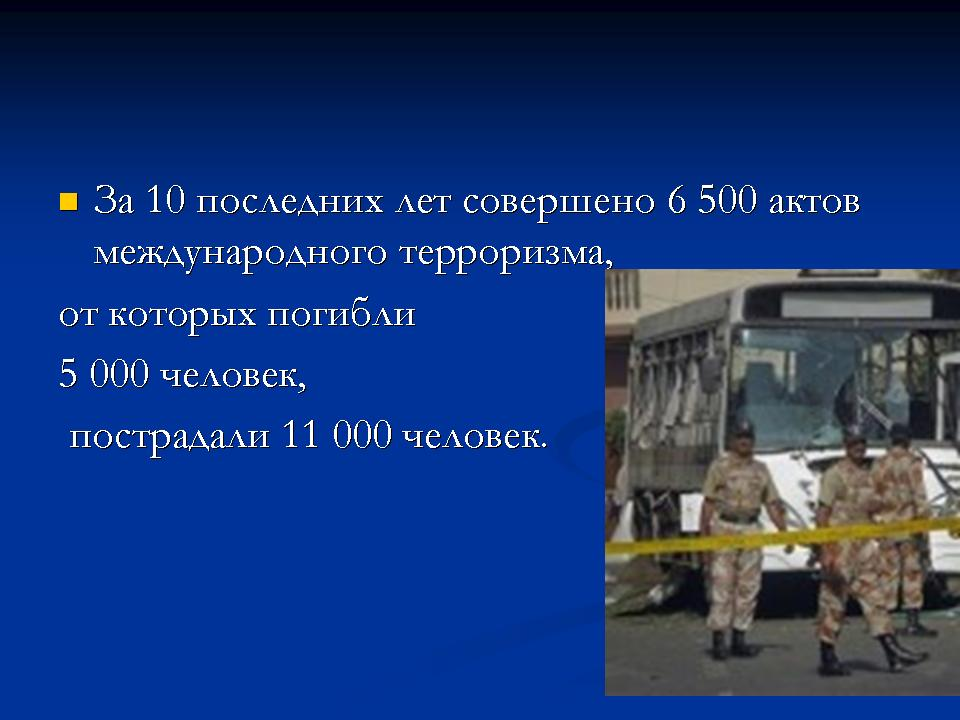 За 10 последних лет совершено 6 500 актов
международного терроризма,
от которых погибли
5 000 человек,
пострадали 11 000 человек.